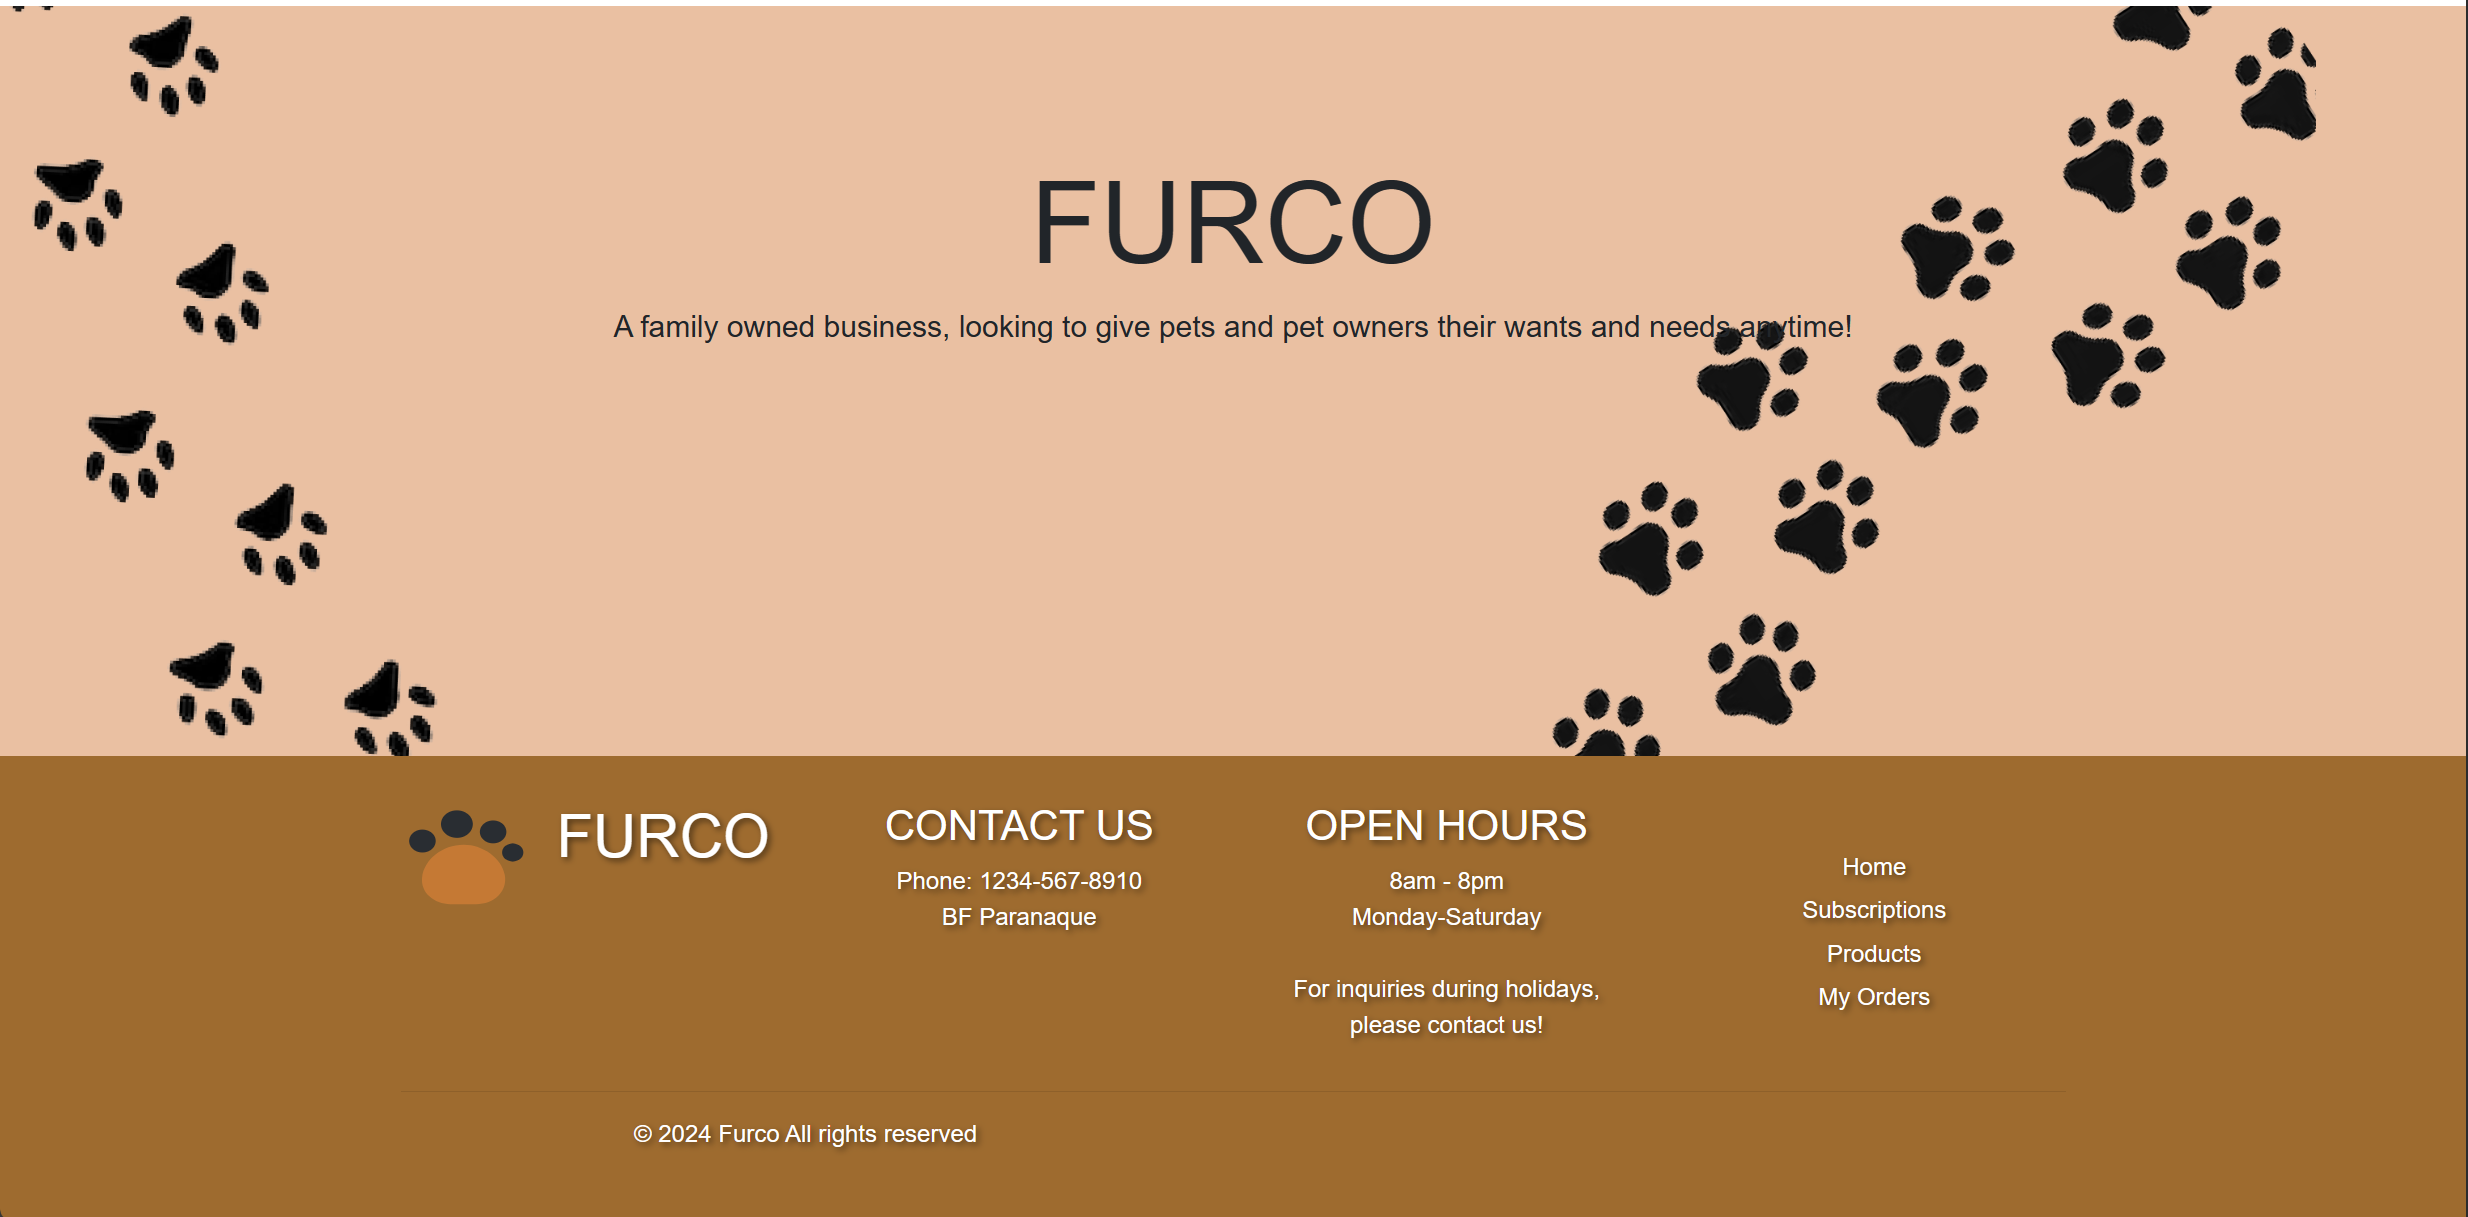 FURCO
A family owned business, looking to give pets and pet owners their wants and needs anytime!
FURCO
CONTACT US
Phone: 1234-567-8910
BF Paranaque
OPEN HOURS
8am - 8pm
Monday-Saturday
For inquiries during holidays,
please contact us!
Home
Subscriptions
Products
My Orders
© 2024 Furco All rights reserved